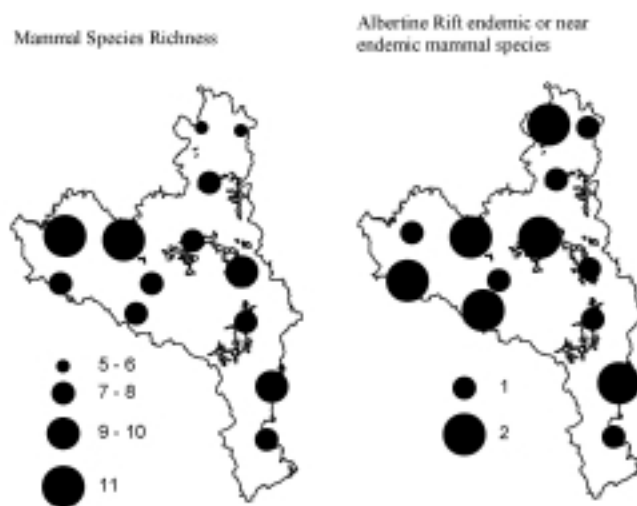 Mammal Species Richness
Albertine Rift endemic or near
endemic mammal species
5 - 6
7 - 8
9 - 10
11
1
2